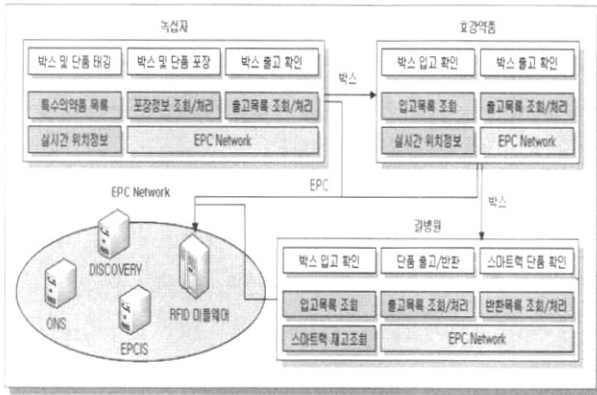 녹십자
박스 및 단품 태깅
박스 및 단품 포장
박스 출고 확인
특수의약품 목록
포장정보 조회/처리
출고목록 조회/처리
실시간 위치정보
EPC Network
박스
효강약품
박스 입고 확인
박스 출고 확인
입고목록 조회
출고목록 조회/처리
실시간 위치정보
EPC Network
EPC
박스
EPC Network
DISCOVERY
ONS
EPCIS
RFID 미들웨어
길병원
박스 입고 확인
단품 출고/반환
스마트랙 단품 확인
입고목록 조회
출고목록 조회/처리
반환목록 조회/처리
스마트랙 재고조회
EPC Network